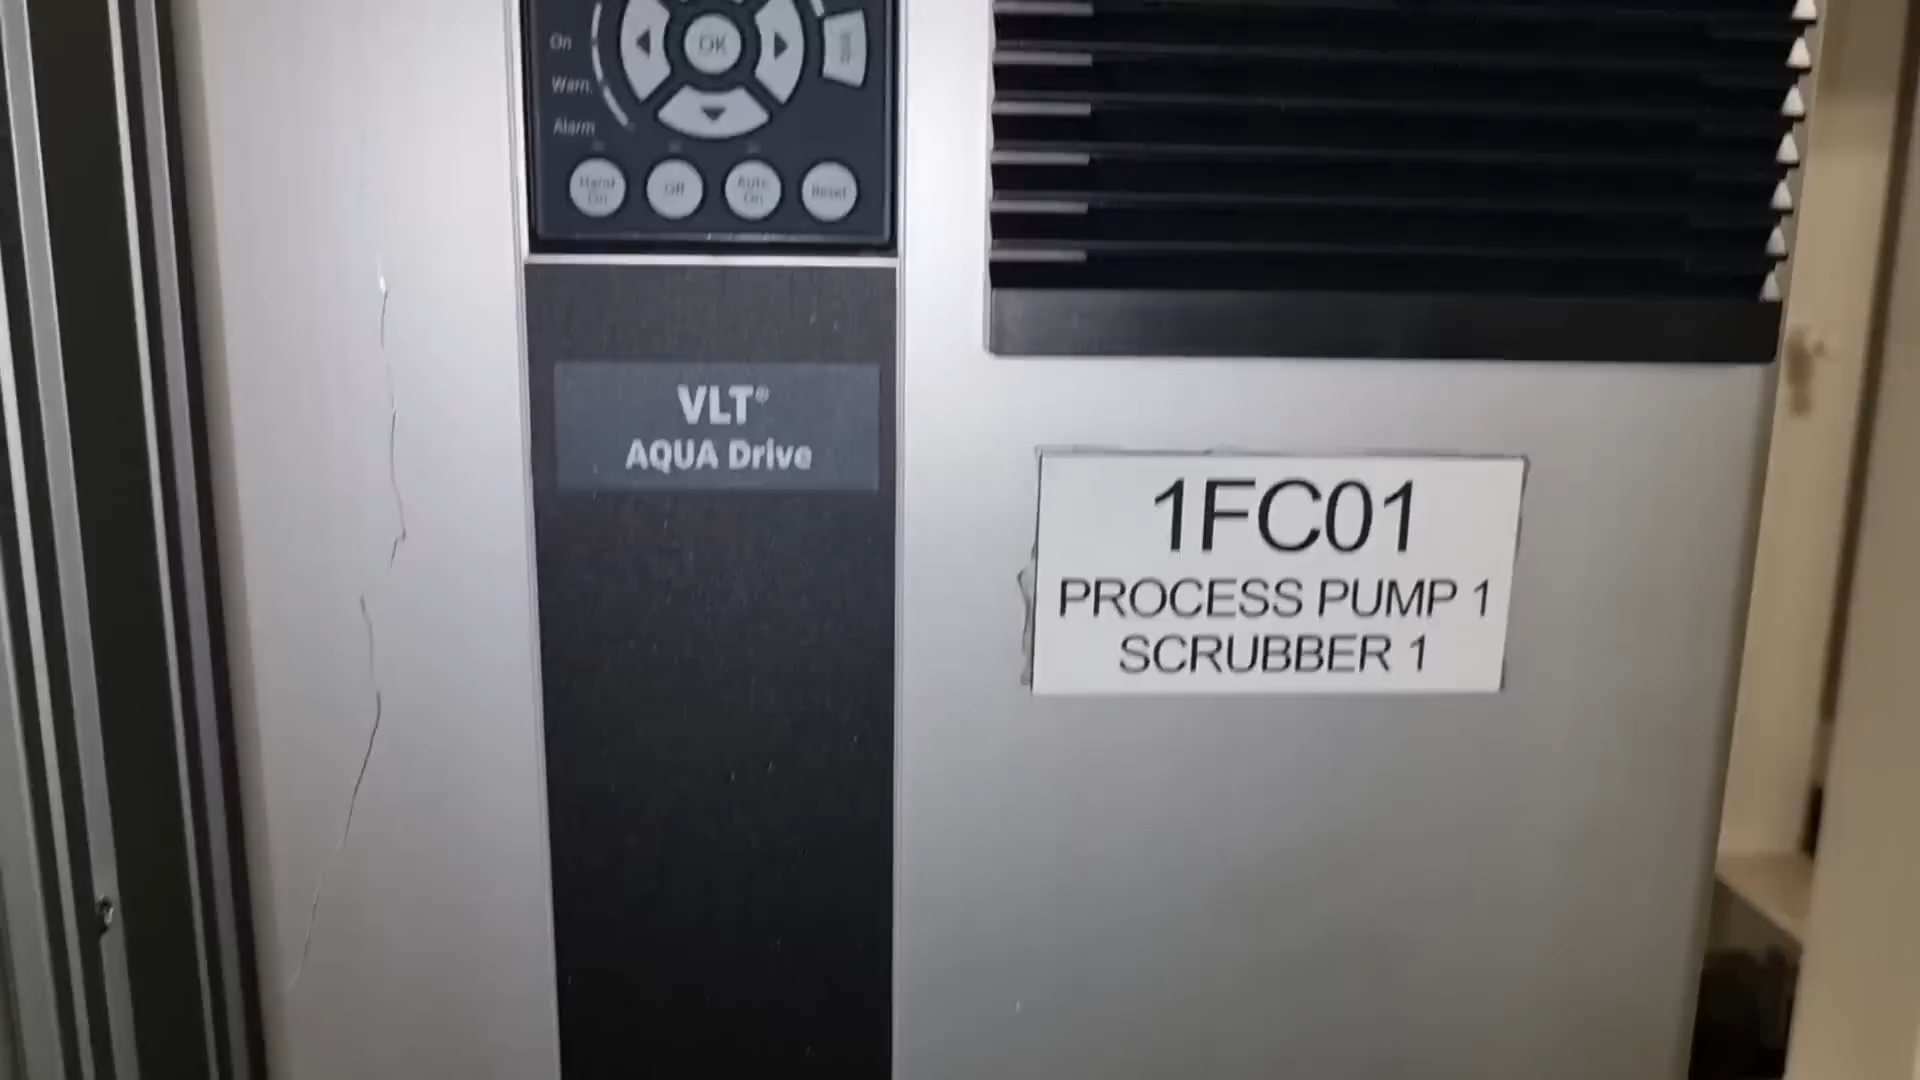 OK
On
Warn.
Alarm
Hand
On
Off
Auto
On
Reset
VLT®
AQUA Drive
1FC01
PROCESS PUMP 1
SCRUBBER 1